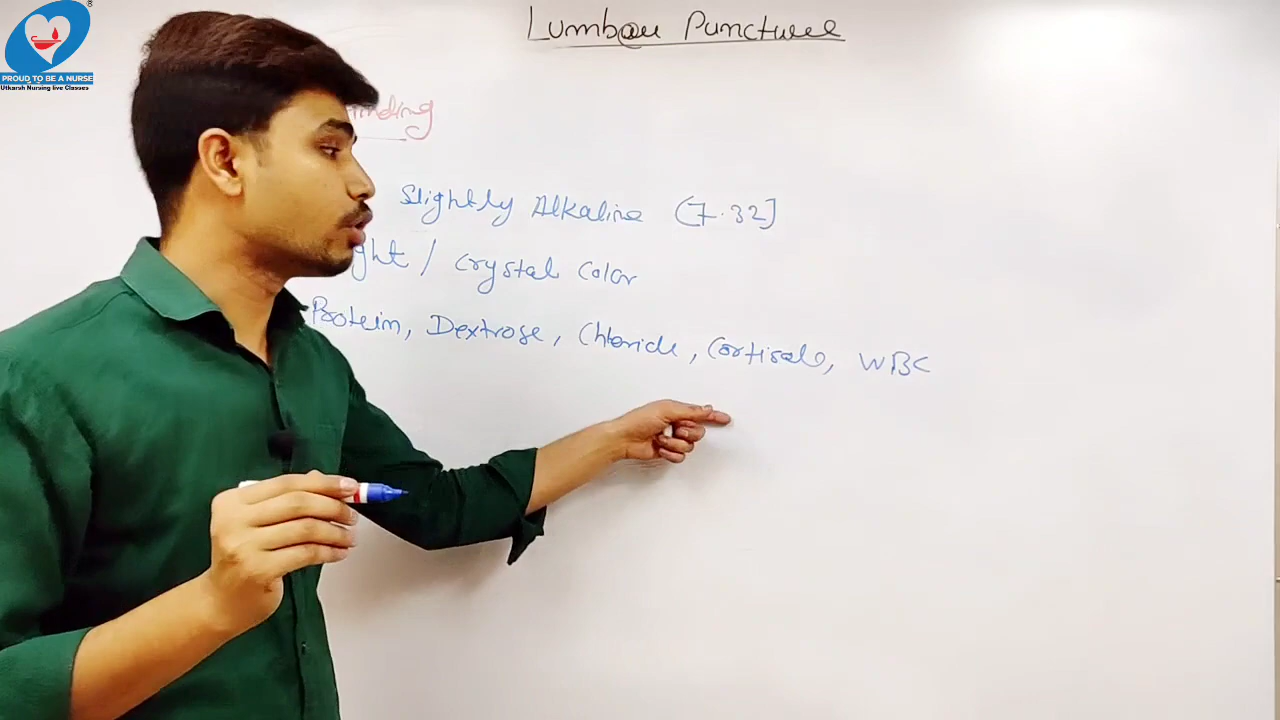 Lumbar Puncture
PROUD TO BE A NURSE
Utkarsh Nursing live Classes
Finding
Slightly Alkaline (7.32]
ght / Crystal Color
Protein, Dextrose, Chloride, Cortisol, WBC